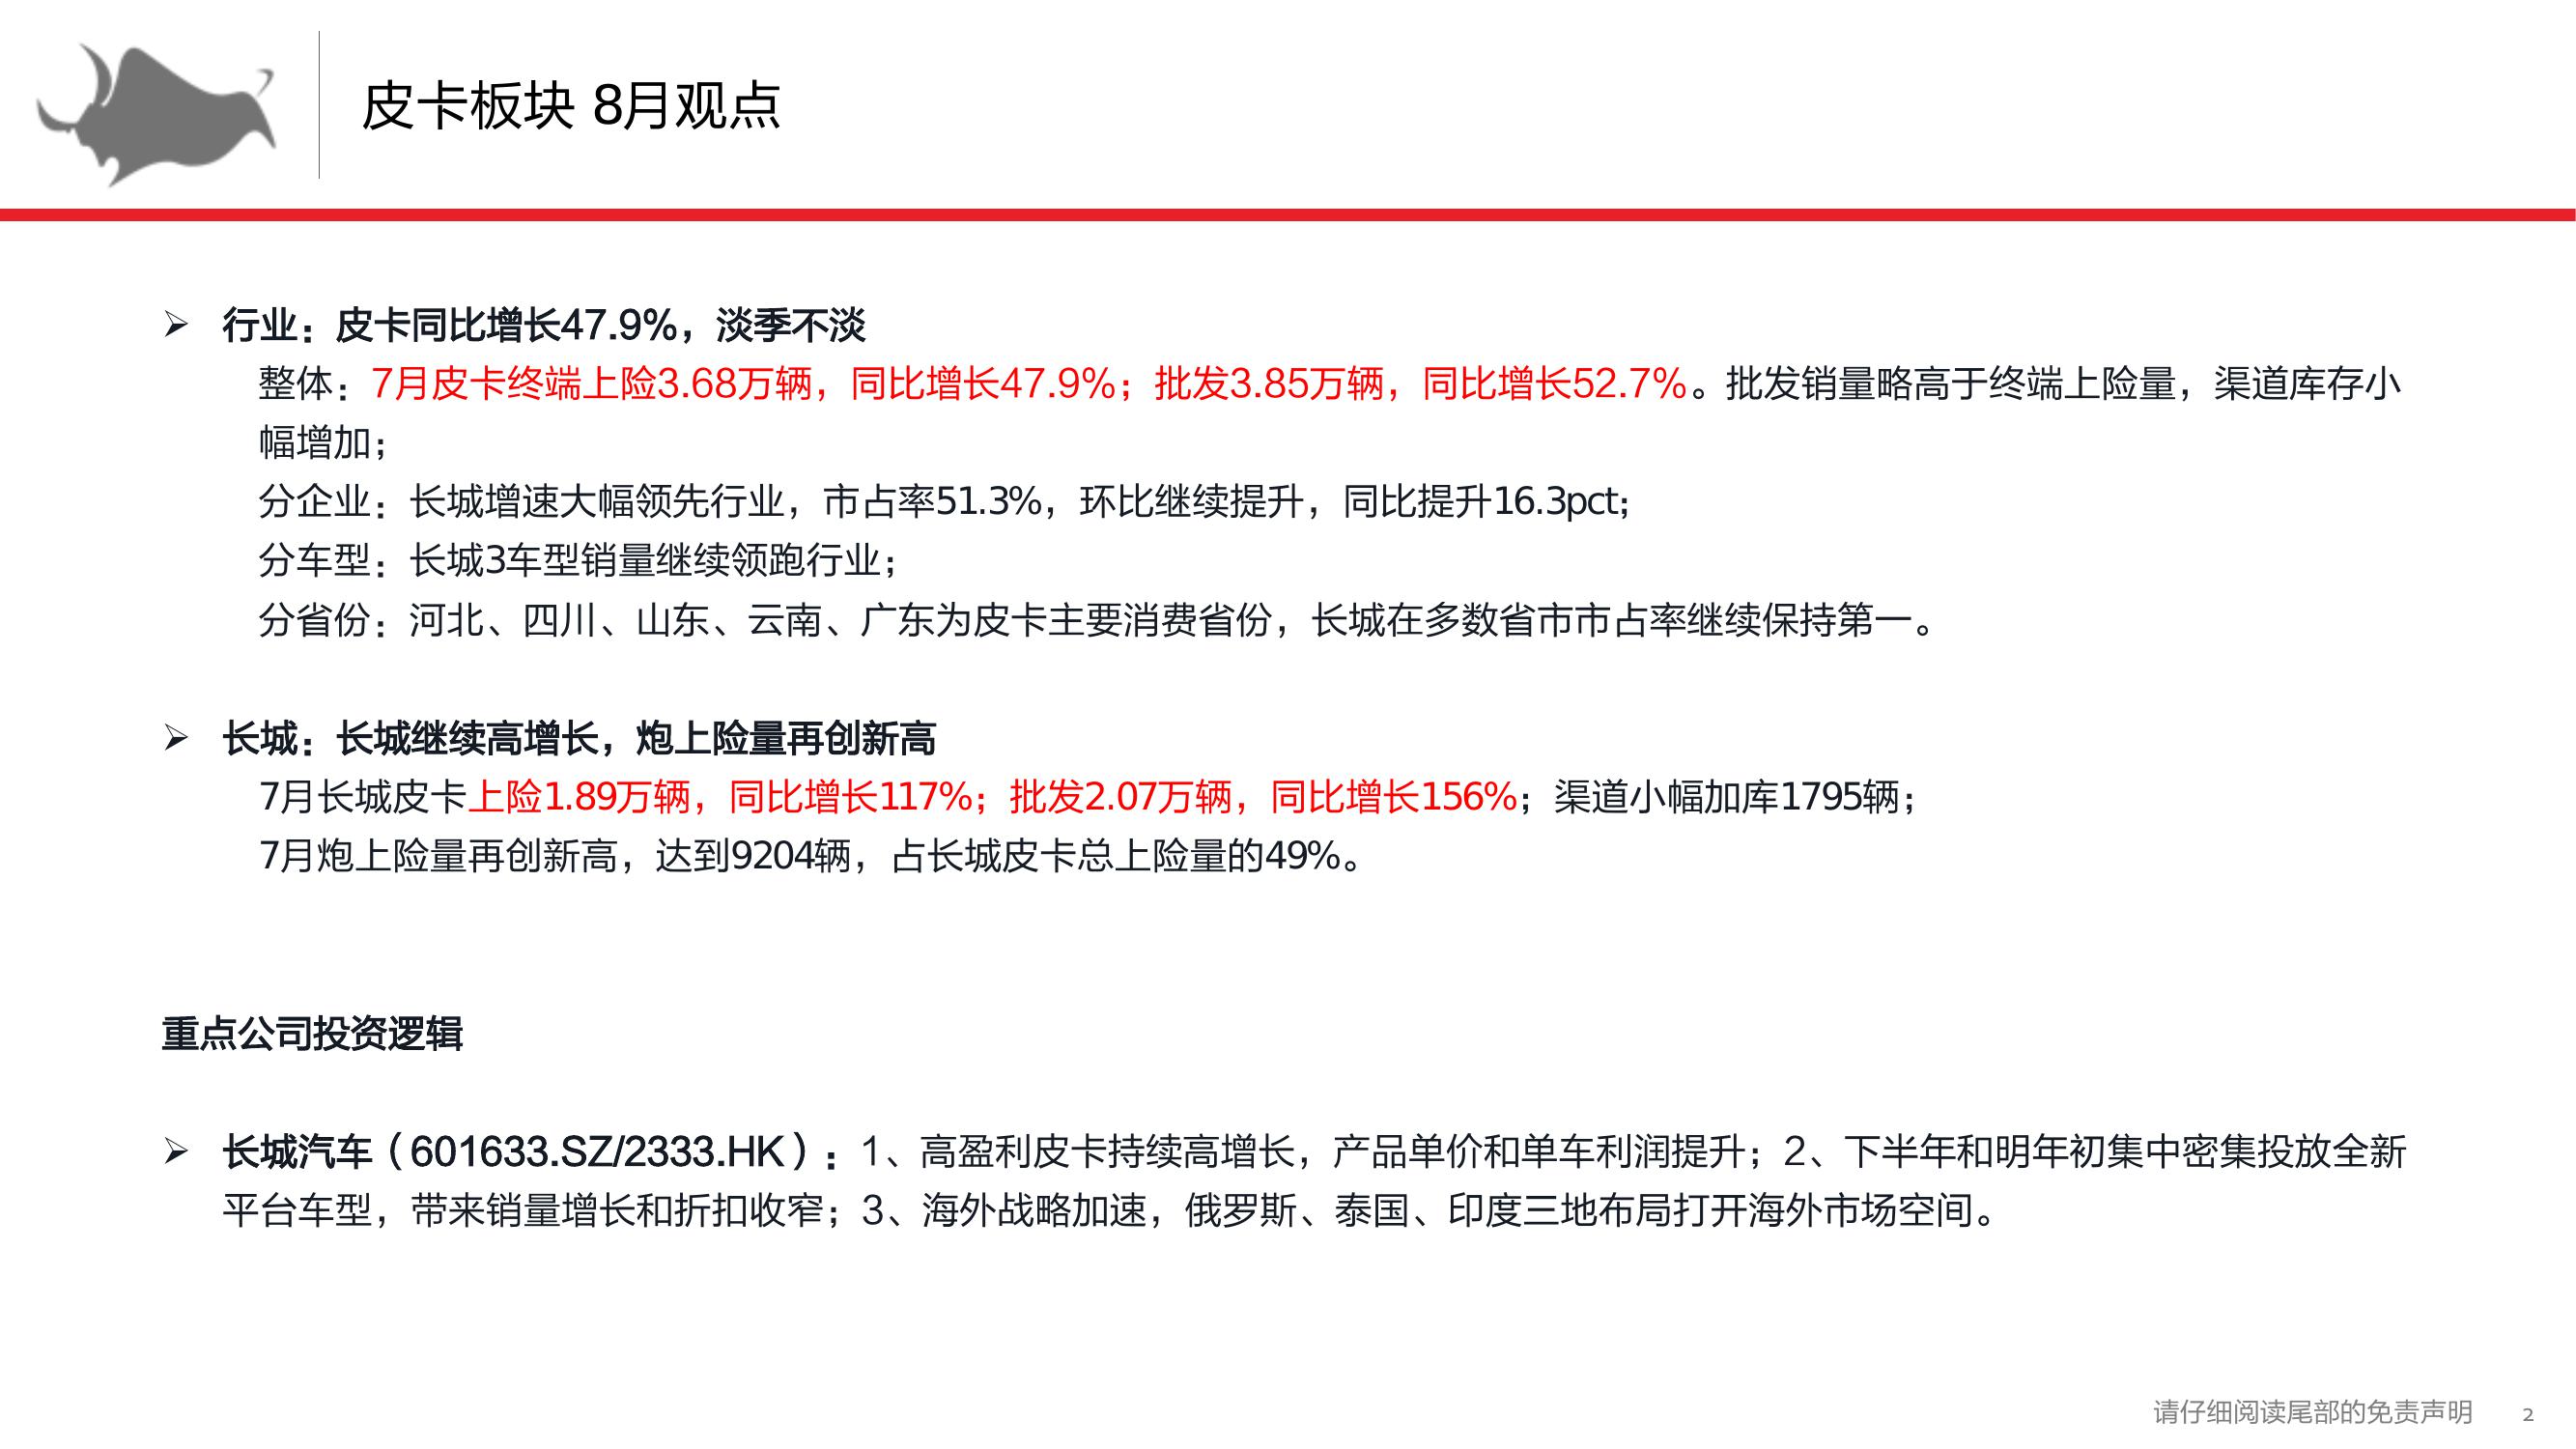 皮卡板块 8月观点
行业：皮卡同比增长47.9%，淡季不淡
整体：7月皮卡终端上险3.68万辆，同比增长47.9%；批发3.85万辆，同比增长52.7%。批发销量略高于终端上险量，渠道库存小
幅增加；
分企业：长城增速大幅领先行业，市占率51.3%，环比继续提升，同比提升16.3pct；
分车型：长城3车型销量继续领跑行业；
分省份：河北、四川、山东、云南、广东为皮卡主要消费省份，长城在多数省市市占率继续保持第一。
长城：长城继续高增长，炮上险量再创新高
7月长城皮卡上险1.89万辆，同比增长117%；批发2.07万辆，同比增长156%；渠道小幅加库1795辆；
7月炮上险量再创新高，达到9204辆，占长城皮卡总上险量的49%。
重点公司投资逻辑
长城汽车（601633.SZ/2333.HK）：1、高盈利皮卡持续高增长，产品单价和单车利润提升；2、下半年和明年初集中密集投放全新
平台车型，带来销量增长和折扣收窄；3、海外战略加速，俄罗斯、泰国、印度三地布局打开海外市场空间。
请仔细阅读尾部的免责声明 2